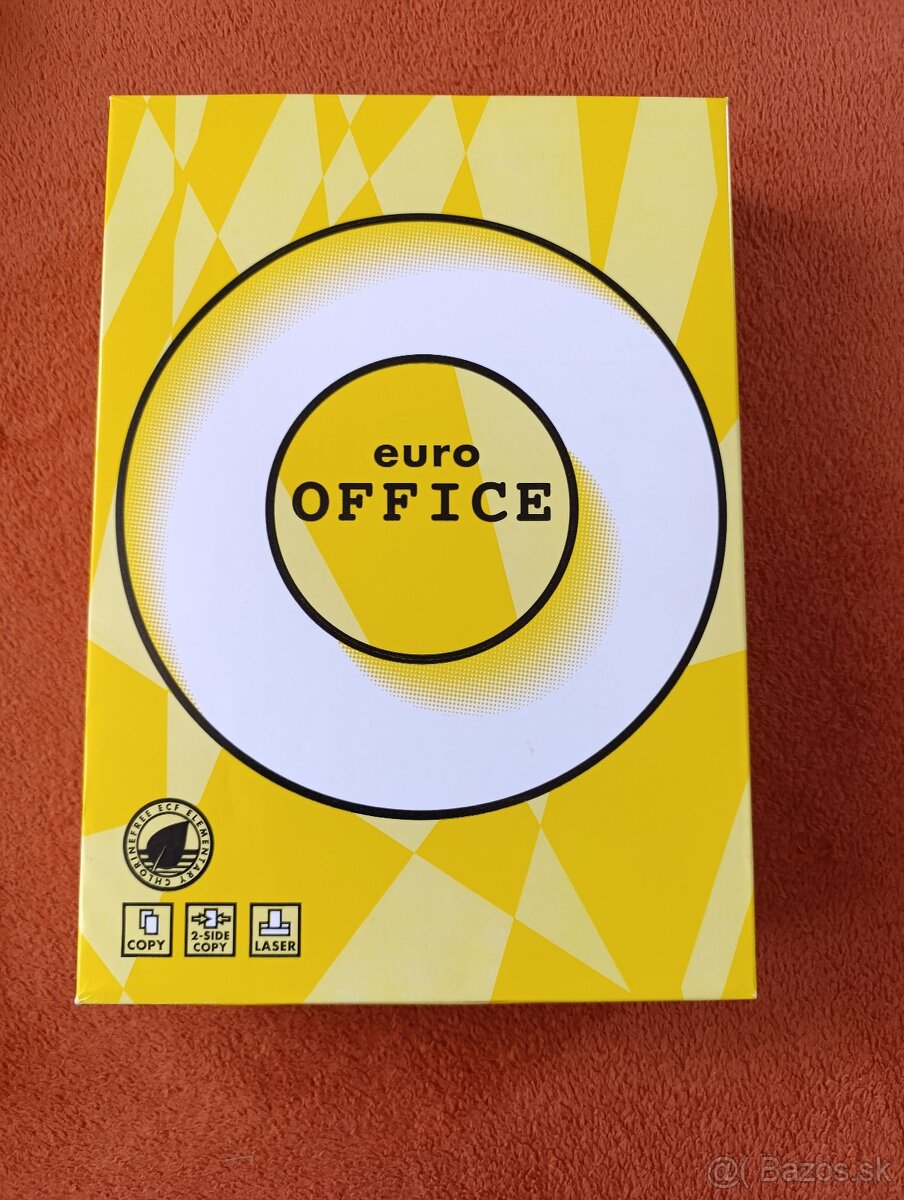 euro
OFFICE
ELEMENTARY CHLORINEFREE ECF
COPY
2-SIDE
COPY
LASER
@( Bazos.sk